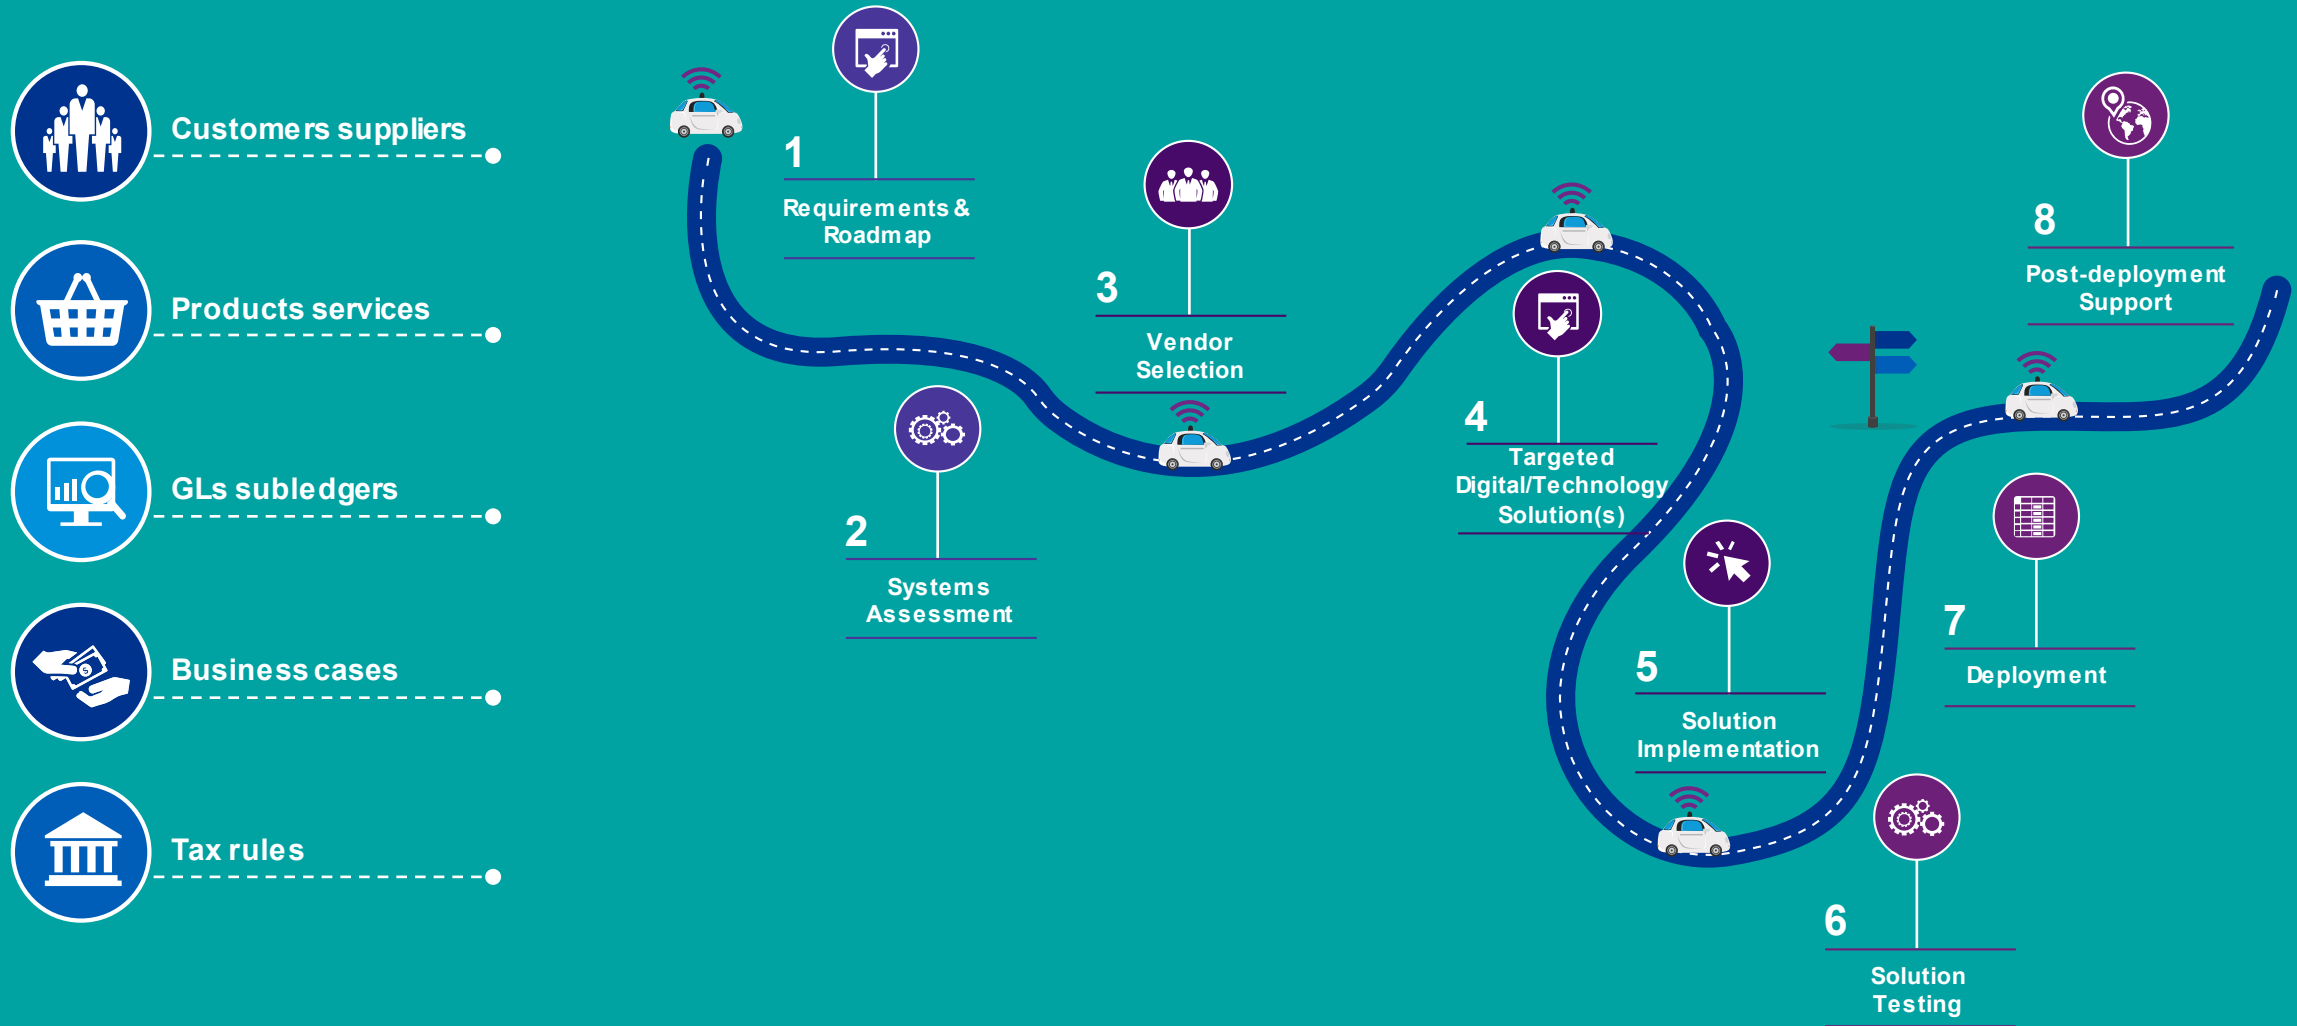 Customers suppliers
Products services
GLs subledgers
Business cases
Tax rules
1
Requirements &
Roadmap
2
Systems
Assessment
3
Vendor
Selection
4
Targeted
Digital/Technology
Solution(s)
5
Solution
Implementation
6
Solution
Testing
7
Deployment
8
Post-deployment
Support